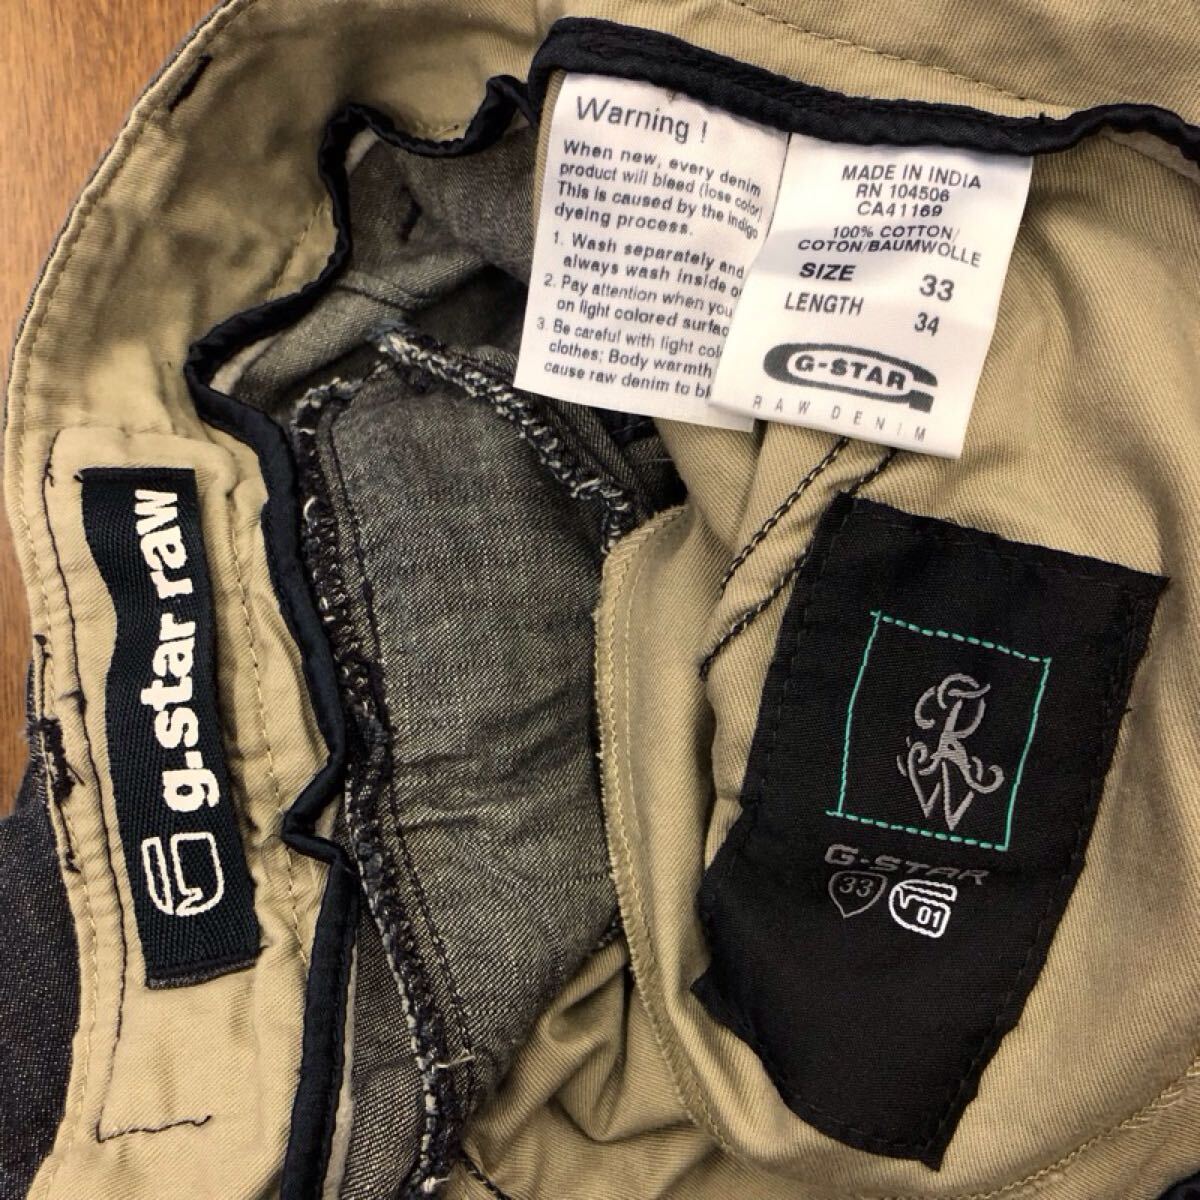 Warning !
When new, every denim
product will bleed (lose color)
This is caused by the indigo
dyeing process.
1. Wash separately and
always wash inside
2. Pay attention when you
on light colored
3. Be careful with light
clothes; Body warmth
cause raw denim to
MADE IN INDIA
RN 104506
CA41169
100% COTTON/
COTON/BAUMWOLLE
SIZE 33
LENGTH 34
G-STAR
RAW DENIM
g.star raw
RW
G-STAR
33 01